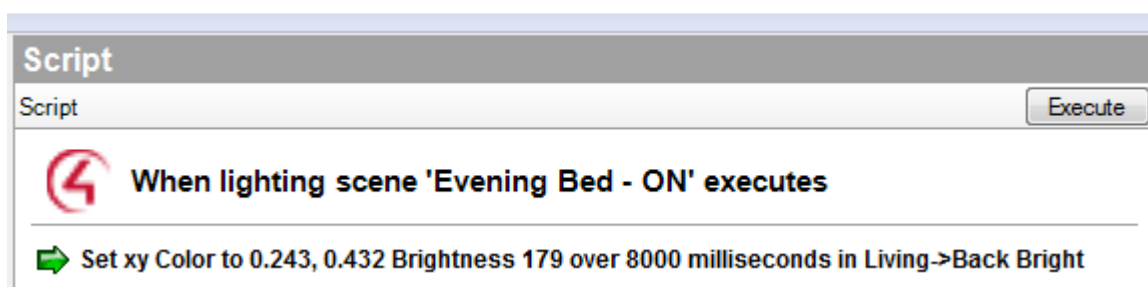 Script
Script
Execute
When lighting scene 'Evening Bed - ON' executes
Set xy Color to 0.243, 0.432 Brightness 179 over 8000 milliseconds in Living->Back Bright